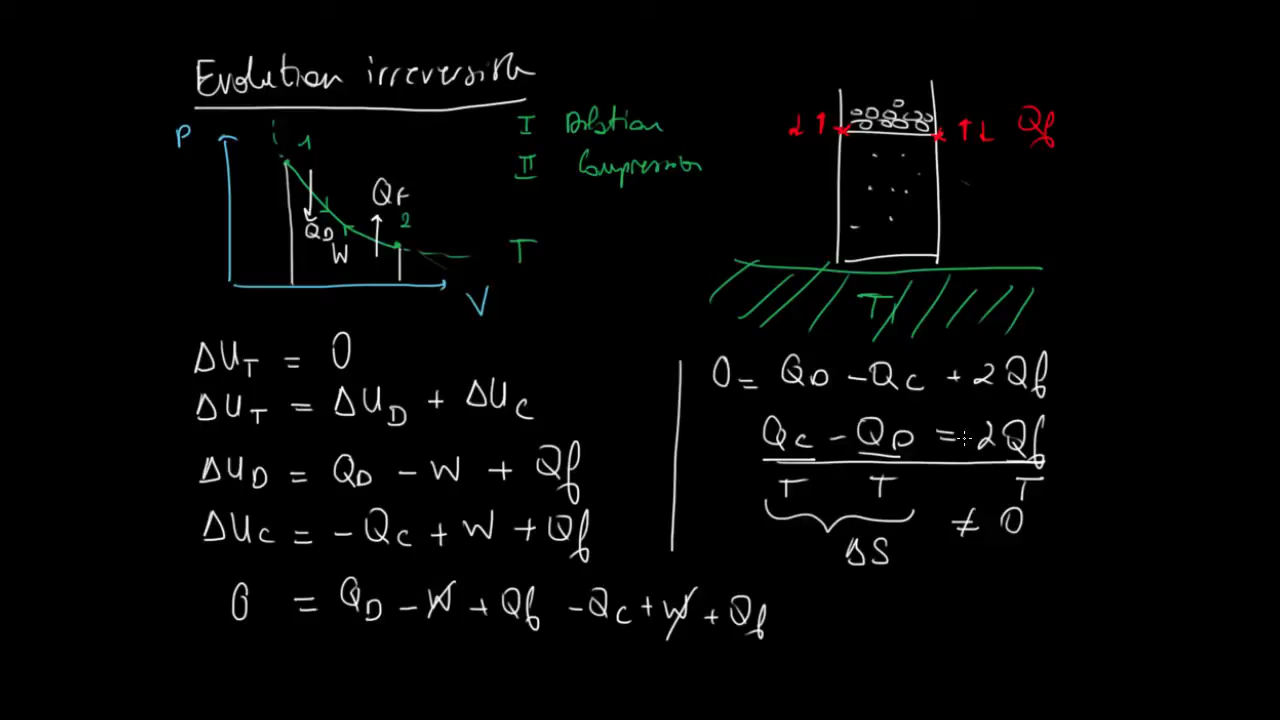 Evolution irreversible
P
i 1
I Dilation
II Compression
↓ ↑
↑ ↓ Qf
QF
2
QD
W
T
V
T
ΔUT = 0
ΔUT = ΔUD + ΔUC
ΔUD = QD - W + Qf
ΔUC = -QC + W + Qf
0 = QD - W + Qf - QC + W + Qf
0 = QD - QC + 2Qf
QC - QD = 2Qf
T T T
ΔS ≠ 0